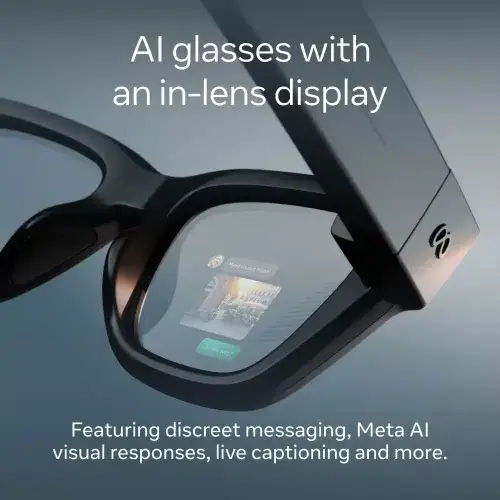 AI glasses with
an in-lens display
Featuring discreet messaging, Meta AI
visual responses, live captioning and more.